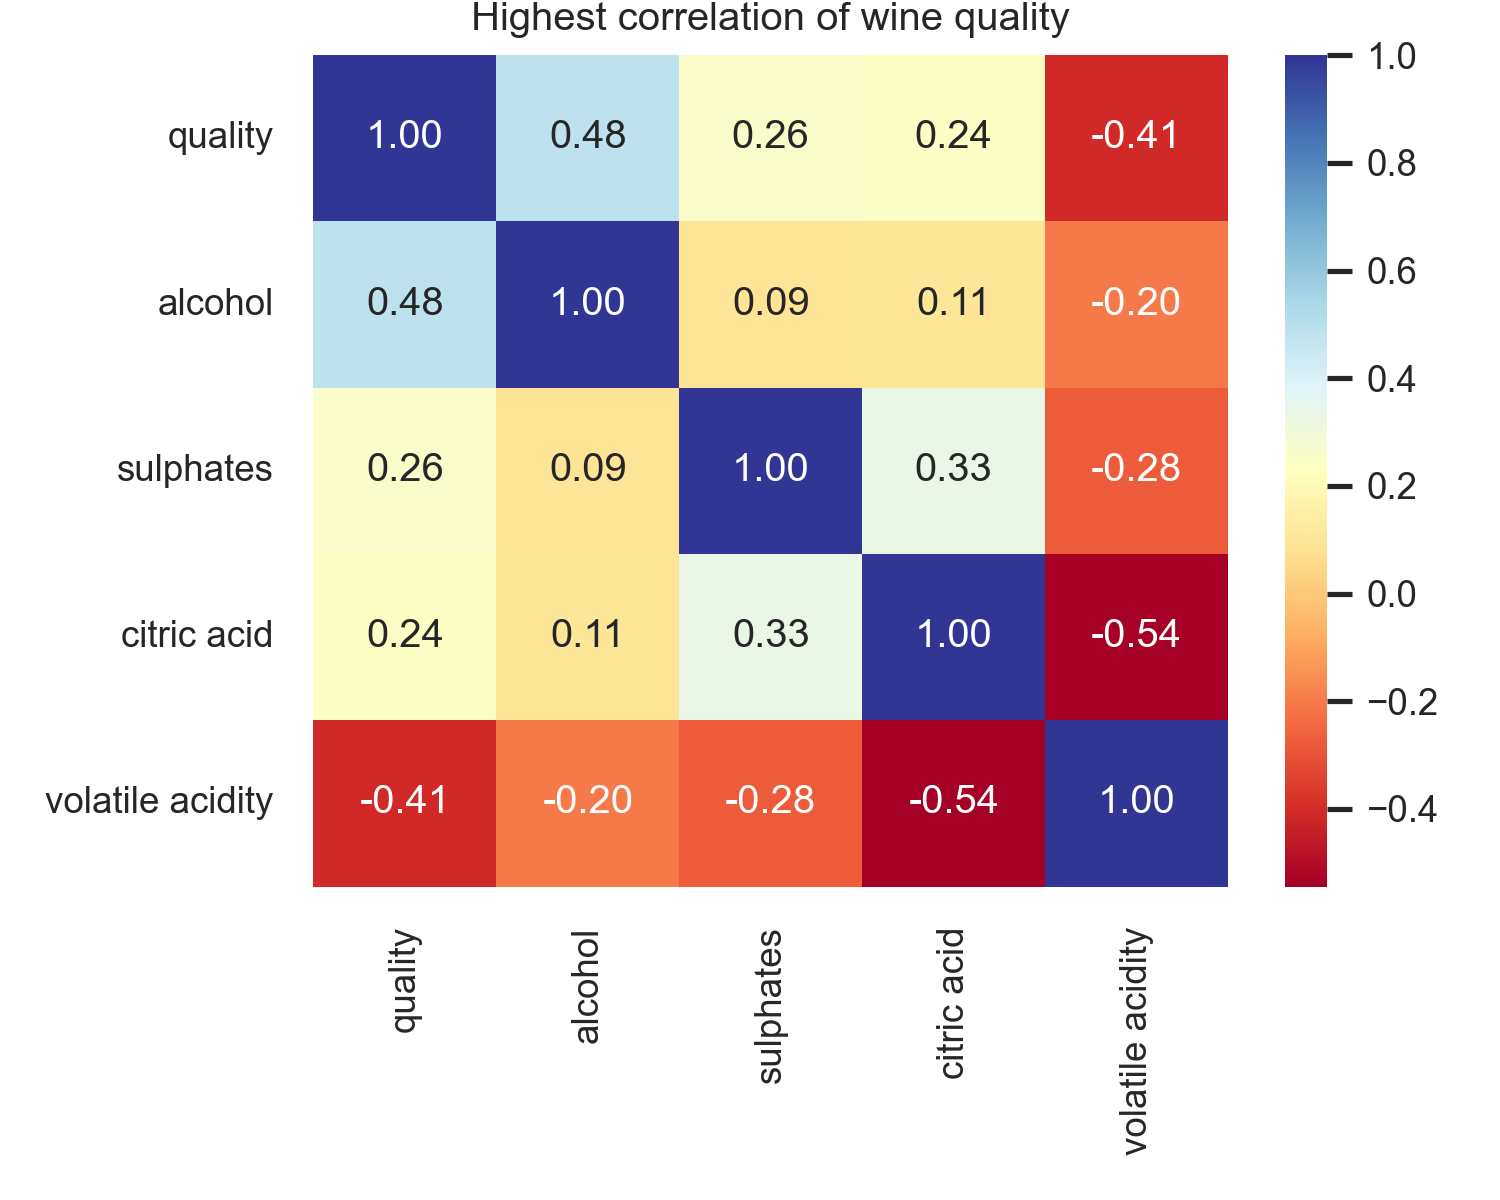 Highest correlation of wine quality
quality 1.00 0.48 0.26 0.24 -0.41
alcohol 0.48 1.00 0.09 0.11 -0.20
sulphates 0.26 0.09 1.00 0.33 -0.28
citric acid 0.24 0.11 0.33 1.00 -0.54
volatile acidity -0.41 -0.20 -0.28 -0.54 1.00
quality
alcohol
sulphates
citric acid
volatile acidity
1.0
0.8
0.6
0.4
0.2
0.0
−0.2
−0.4